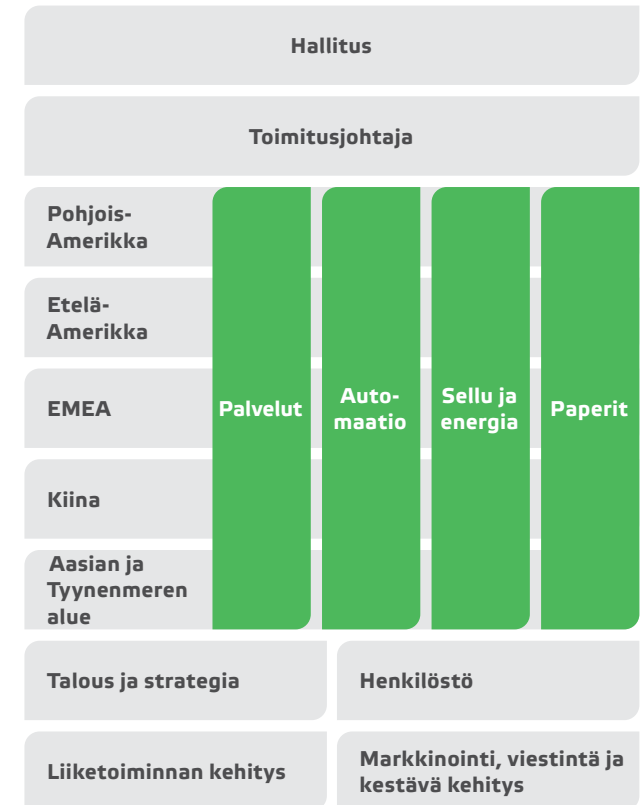 Hallitus
Toimitusjohtaja
Pohjois-
Amerikka
Etelä-
Amerikka
EMEA
Kiina
Aasian ja
Tyynenmeren
alue
Palvelut
Auto-
maatio
Sellu ja
energia
Paperit
Talous ja strategia
Henkilöstö
Liiketoiminnan kehitys
Markkinointi, viestintä ja
kestävä kehitys